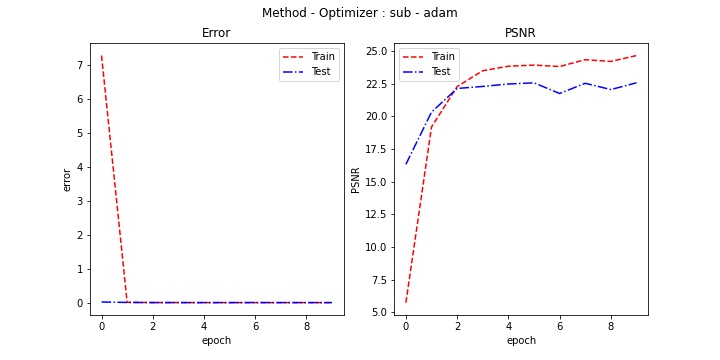 Method - Optimizer : sub - adam
Error
PSNR
Train
Test
Train
Test
7
6
5
4
3
2
1
0
error
0 2 4 6 8
epoch
25.0
22.5
20.0
17.5
15.0
12.5
10.0
7.5
5.0
PSNR
0 2 4 6 8
epoch